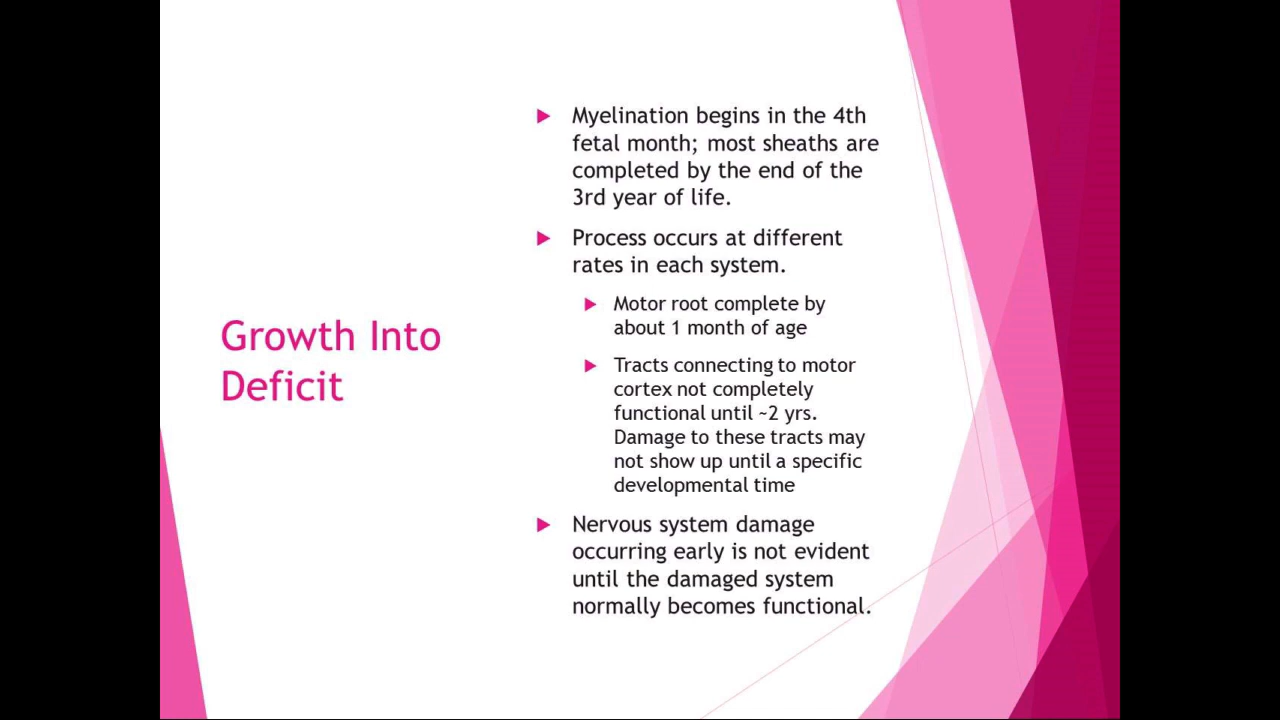 Growth Into
Deficit
Myelination begins in the 4th
fetal month; most sheaths are
completed by the end of the
3rd year of life.
Process occurs at different
rates in each system.
Motor root complete by
about 1 month of age
Tracts connecting to motor
cortex not completely
functional until ~2 yrs.
Damage to these tracts may
not show up until a specific
developmental time
Nervous system damage
occurring early is not evident
until the damaged system
normally becomes functional.